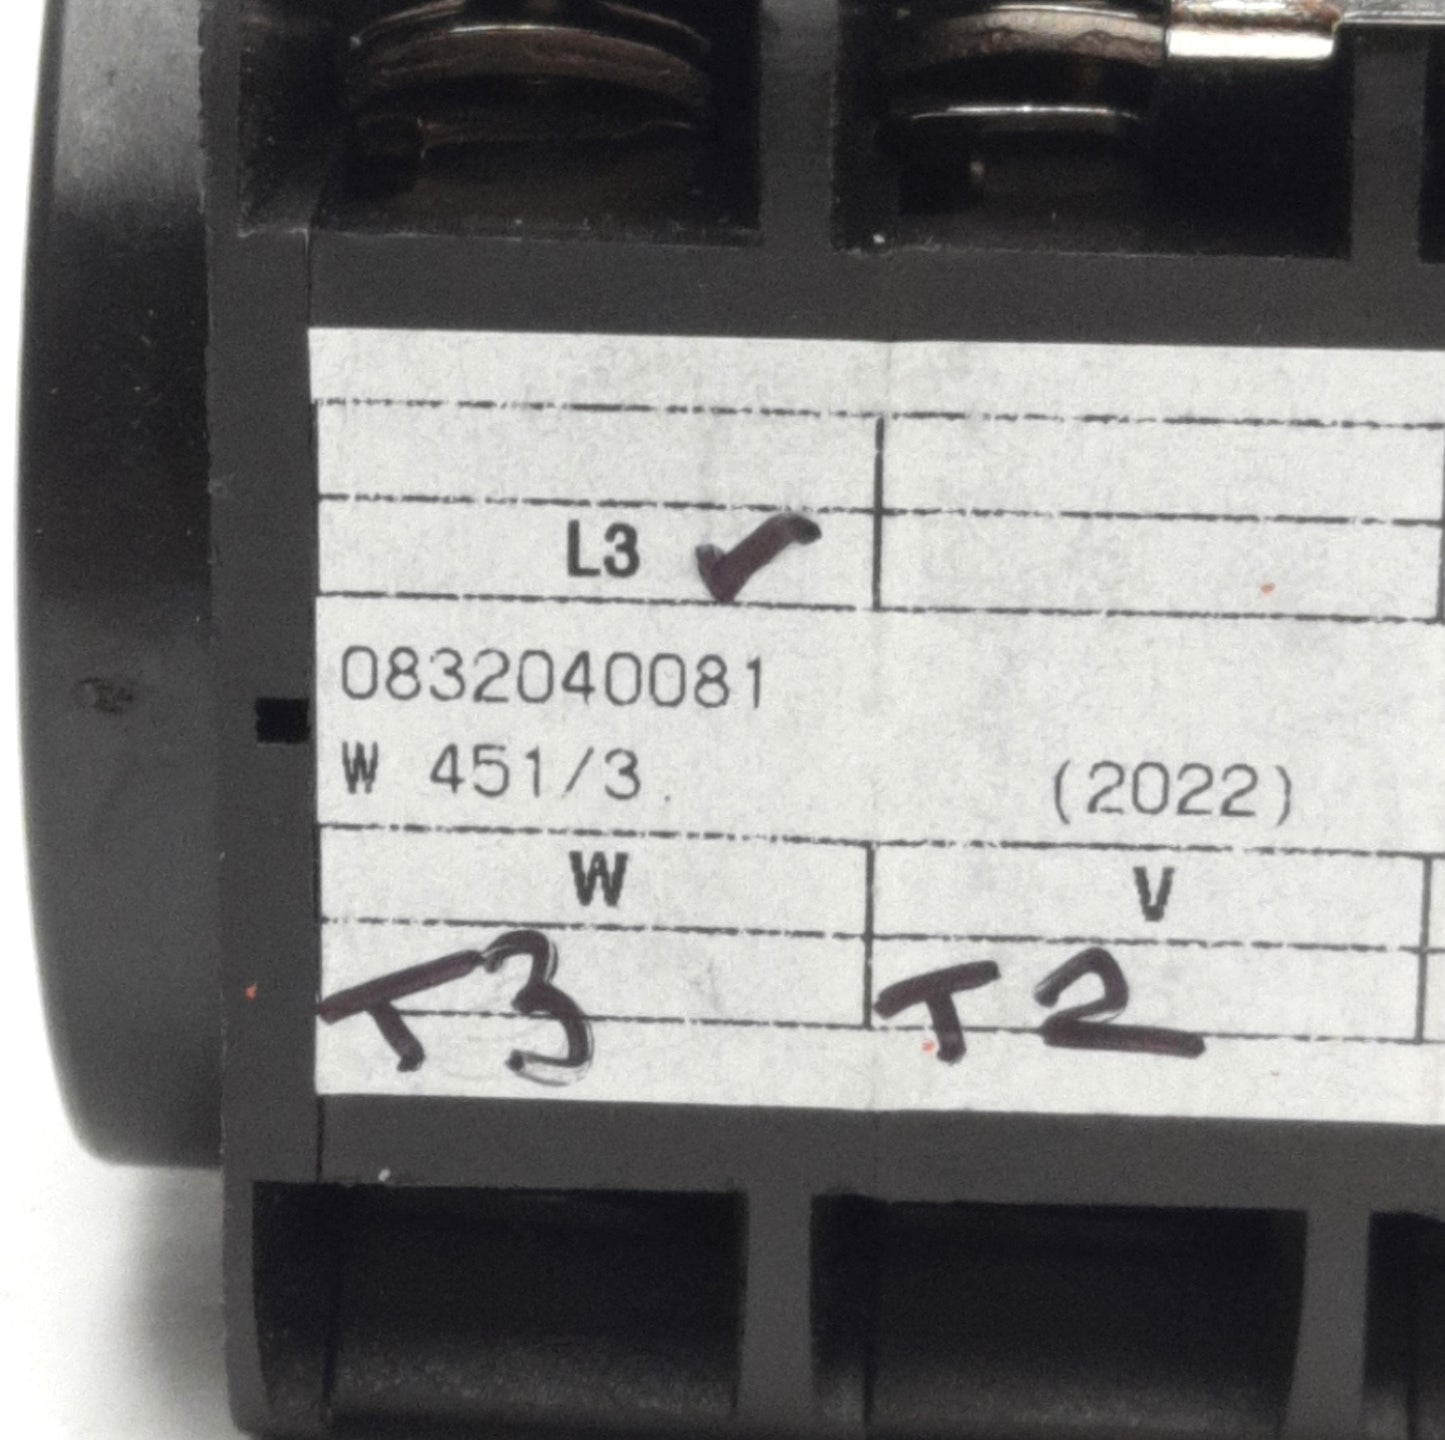 L3 ✓
0832040081
W 451/3. (2022)
W V
T3 T2